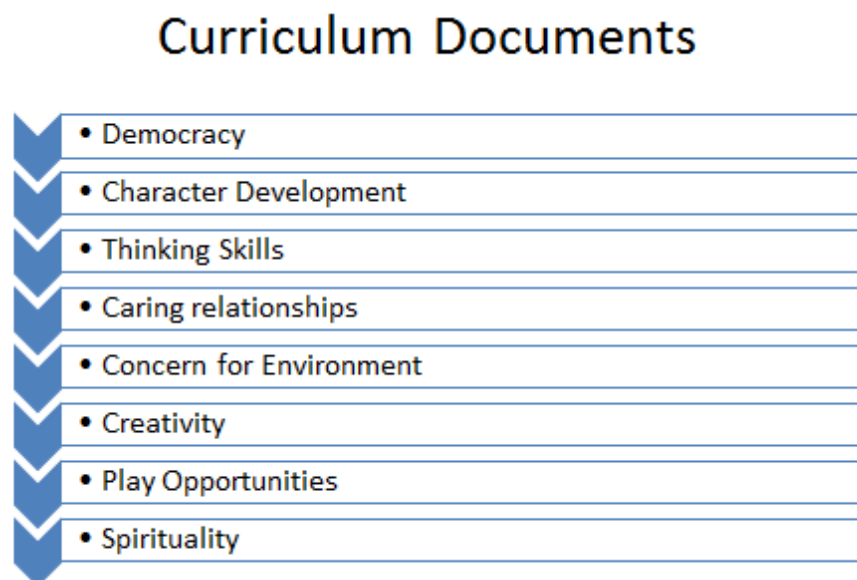 Curriculum Documents
• Democracy
• Character Development
• Thinking Skills
• Caring relationships
• Concern for Environment
• Creativity
• Play Opportunities
• Spirituality